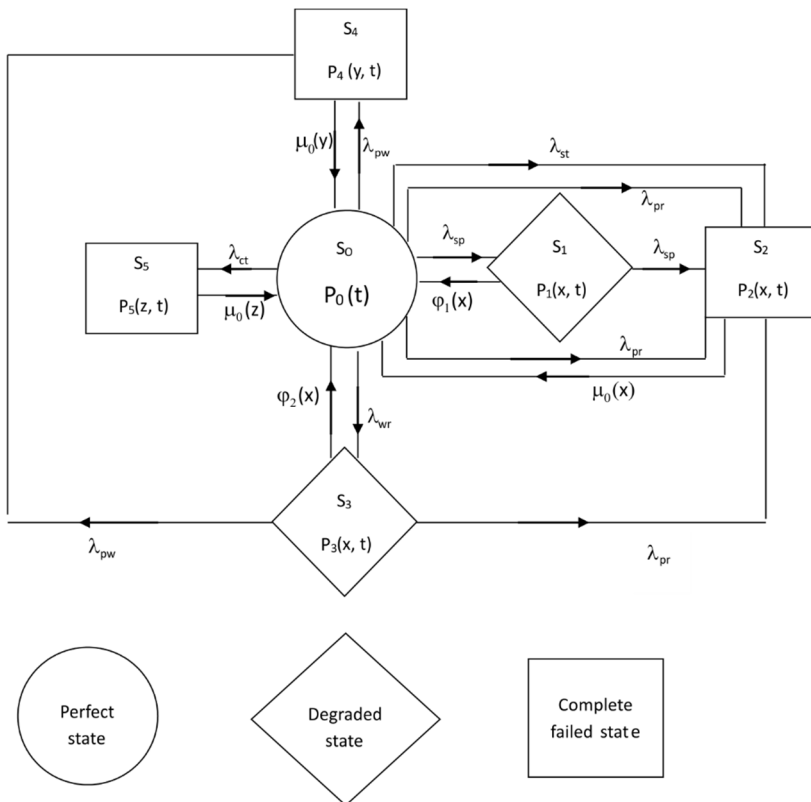 S₄
P₄ (y, t)
μ₀(y)
λpw
λst
λpr
S₅
P₅(z, t)
λct
μ₀(z)
S₀
P₀(t)
λsp
φ₁(x)
S₁
P₁(x, t)
λsp
S₂
P₂(x, t)
λpr
μ₀(x)
φ₂(x)
λwr
S₃
P₃(x, t)
λpw
λpr
Perfect
state
Degraded
state
Complete
failed state